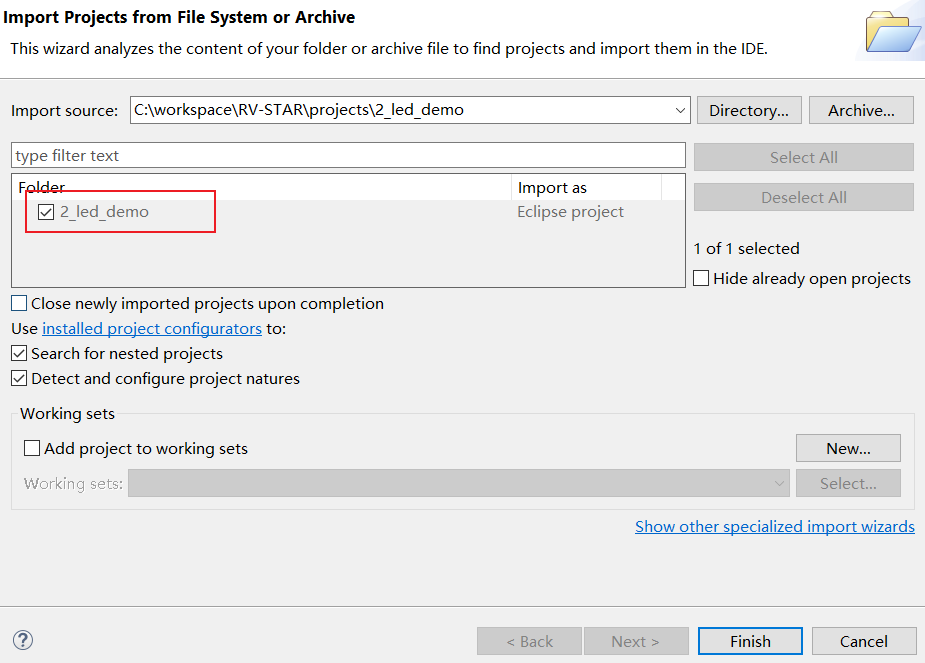 Import Projects from File System or Archive
This wizard analyzes the content of your folder or archive file to find projects and import them in the IDE.
Import source: C:\workspace\RV-STAR\projects\2_led_demo Directory... Archive...
type filter text Select All
Folder Import as Deselect All
2_led_demo Eclipse project
1 of 1 selected
Hide already open projects
Close newly imported projects upon completion
Use installed project configurators to:
Search for nested projects
Detect and configure project natures
Working sets
Add project to working sets New...
Working sets: Select...
Show other specialized import wizards
? < Back Next > Finish Cancel